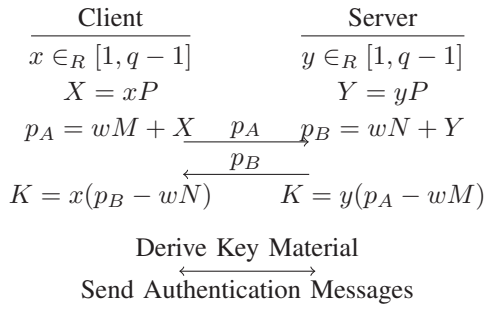 Client Server
x ∈_R [1, q − 1] y ∈_R [1, q − 1]
X = xP Y = yP
p_A = wM + X p_A p_B = wN + Y
p_B
K = x(p_B − wN) K = y(p_A − wM)
Derive Key Material
Send Authentication Messages